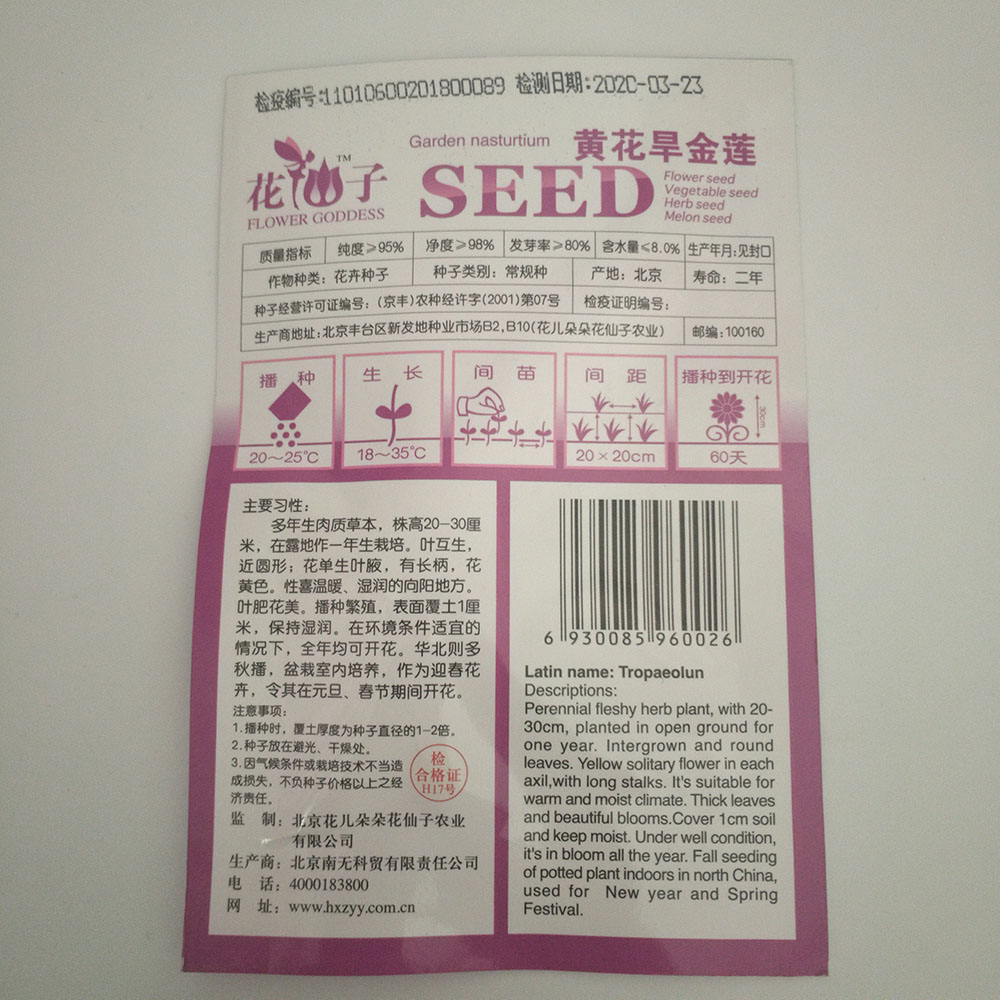 检疫编号:11010600201800089 检测日期:2020-03-23
Garden nasturtium 黄花旱金莲
花仙子 TM
FLOWER GODDESS
SEED
Flower seed
Vegetable seed
Herb seed
Melon seed
质量指标 纯度≥95% 净度≥98% 发芽率≥80% 含水量≤8.0% 生产年月:见封口
作物种类：花卉种子 种子类别：常规种 产地：北京 寿命：二年
种子经营许可证编号：(京丰)农种经许字(2001)第07号 检疫证明编号：
生产商地址:北京丰台区新发地种业市场B2,B10(花儿朵朵花仙子农业) 邮编:100160
播 种 生 长 间 苗 间 距 播种到开花
30cm
20～25℃ 18～35℃ 20×20cm 60天
主要习性：
多年生肉质草本，株高20-30厘
米，在露地作一年生栽培。叶互生，
近圆形；花单生叶腋，有长柄，花
黄色。性喜温暖、湿润的向阳地方。
叶肥花美。播种繁殖，表面覆土1厘
米，保持湿润。在环境条件适宜的
情况下，全年均可开花。华北则多
秋播，盆栽室内培养，作为迎春花
卉，令其在元旦、春节期间开花。
注意事项：
1.播种时，覆土厚度为种子直径的1-2倍。
2.种子放在避光、干燥处。
3.因气候条件或栽培技术不当造
成损失，不负种子价格以上之经
济责任。
检
合格证
H17号
监 制：北京花儿朵朵花仙子农业
有限公司
生产商：北京南无科贸有限责任公司
电 话：4000183800
网 址：www.hxzyy.com.cn
6 930085 960026
Latin name: Tropaeolun
Descriptions:
Perennial fleshy herb plant, with 20-
30cm, planted in open ground for
one year. Intergrown and round
leaves. Yellow solitary flower in each
axil,with long stalks. It's suitable for
warm and moist climate. Thick leaves
and beautiful blooms.Cover 1cm soil
and keep moist. Under well condition,
it's in bloom all the year. Fall seeding
of potted plant indoors in north China,
used for New year and Spring
Festival.